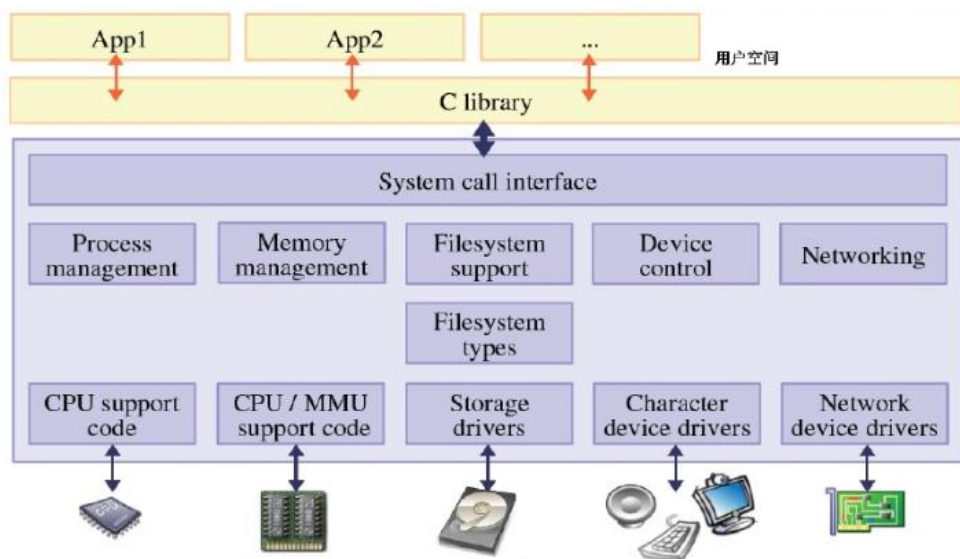 App1
App2
...
用户空间
C library
System call interface
Process
management
Memory
management
Filesystem
support
Device
control
Networking
Filesystem
types
CPU support
code
CPU / MMU
support code
Storage
drivers
Character
device drivers
Network
device drivers
CPU